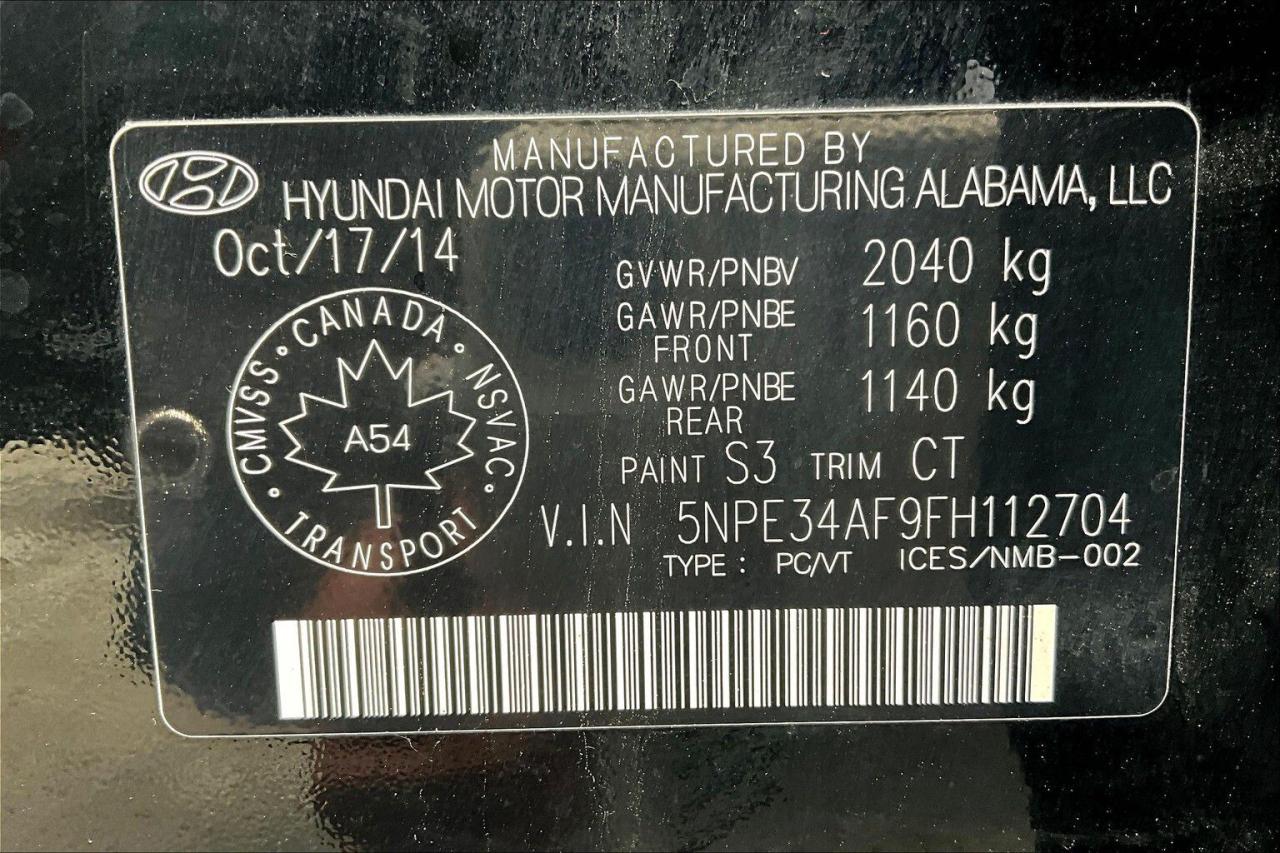 MANUFACTURED BY
HYUNDAI MOTOR MANUFACTURING ALABAMA, LLC
Oct/17/14
GVWR/PNBV 2040 kg
GAWR/PNBE FRONT 1160 kg
GAWR/PNBE REAR 1140 kg
CMVSS ° CANADA ° NSVAC ° TRANSPORT °
A54
PAINT S3 TRIM CT
V.I.N 5NPE34AF9FH112704
TYPE : PC/VT ICES/NMB-002